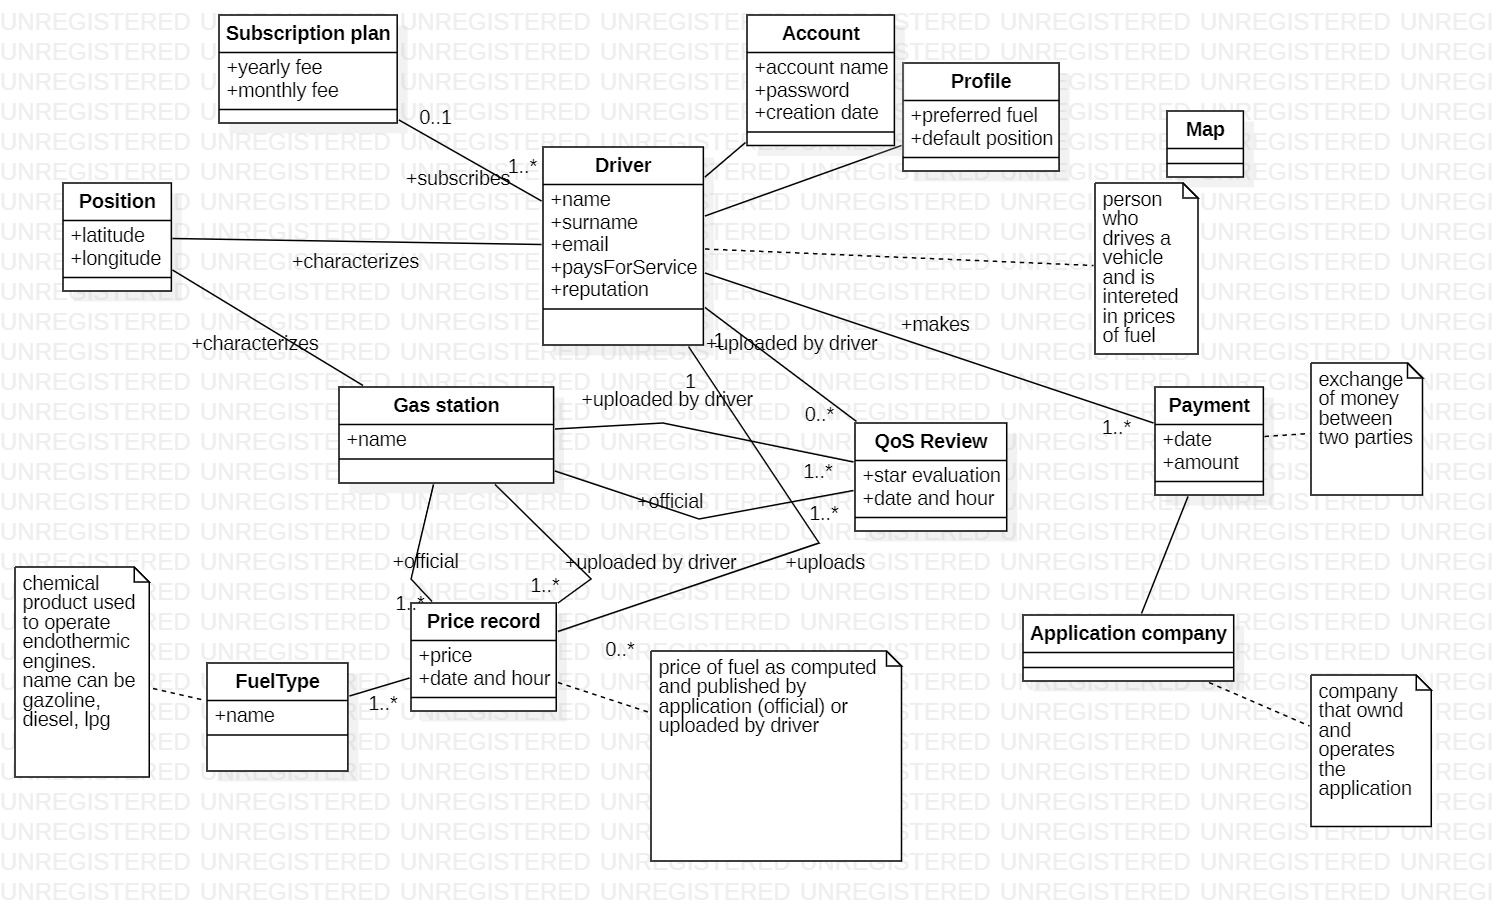 Subscription plan
+yearly fee
+monthly fee
Account
+account name
+password
+creation date
Profile
+preferred fuel
+default position
Map
0..1
1..*
+subscribes
Driver
+name
+surname
+email
+paysForService
+reputation
Position
+latitude
+longitude
+characterizes
+characterizes
person
who
drives a
vehicle
and is
intereted
in prices
of fuel
+makes
1
+uploaded by driver
1
+uploaded by driver
0..*
1..*
Gas station
+name
QoS Review
+star evaluation
+date and hour
1..*
1..*
+official
Payment
+date
+amount
exchange
of money
between
two parties
+official
+uploaded by driver
+uploads
1..*
1..*
chemical
product used
to operate
endothermic
engines.
name can be
gazoline,
diesel, lpg
FuelType
+name
1..*
Price record
+price
+date and hour
0..*
price of fuel as computed
and published by
application (official) or
uploaded by driver
Application company
company
that ownd
and
operates
the
application
UNREGISTERED